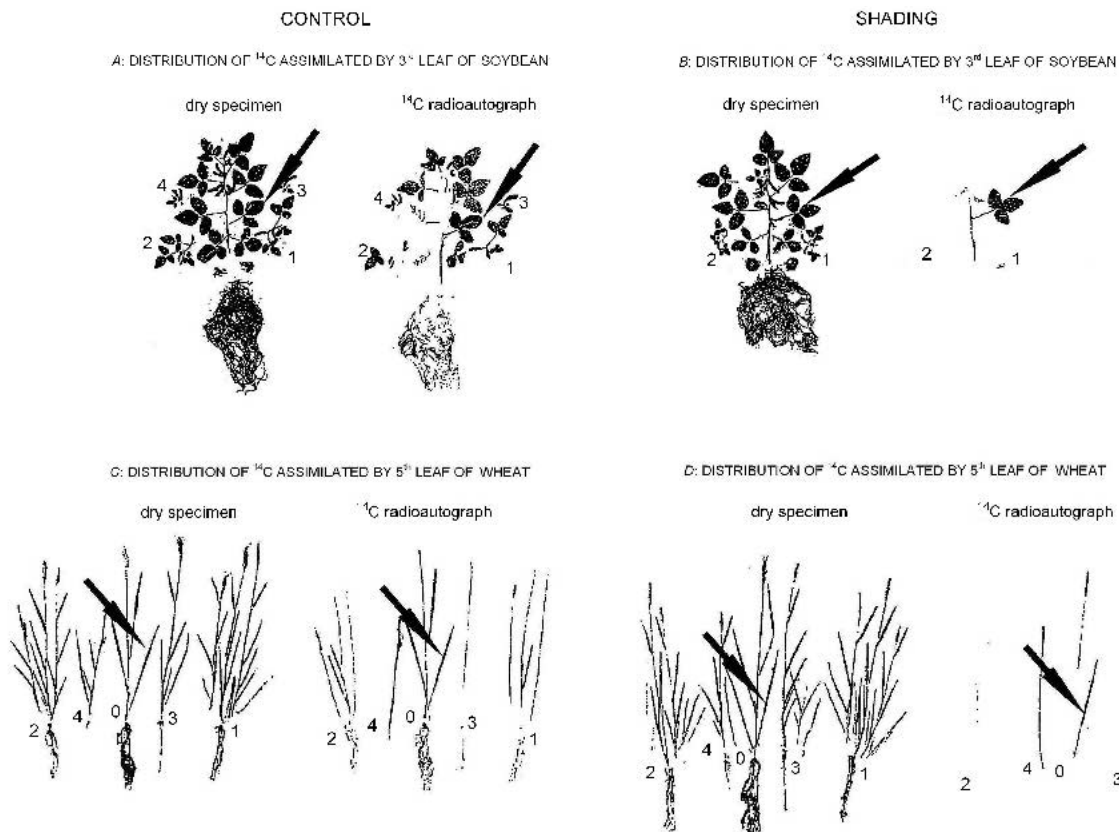 CONTROL
SHADING
A: DISTRIBUTION OF ¹⁴C ASSIMILATED BY 3ʳᵈ LEAF OF SOYBEAN
B: DISTRIBUTION OF ¹⁴C ASSIMILATED BY 3ʳᵈ LEAF OF SOYBEAN
dry specimen
¹⁴C radioautograph
dry specimen
¹⁴C radioautograph
4
3
2
1
4
3
2
1
2
1
2
1
C: DISTRIBUTION OF ¹⁴C ASSIMILATED BY 5ᵗʰ LEAF OF WHEAT
D: DISTRIBUTION OF ¹⁴C ASSIMILATED BY 5ᵗʰ LEAF OF WHEAT
dry specimen
¹⁴C radioautograph
dry specimen
¹⁴C radioautograph
2
4
0
3
1
2
4
0
3
1
2
4
0
3
1
2
4
0
3